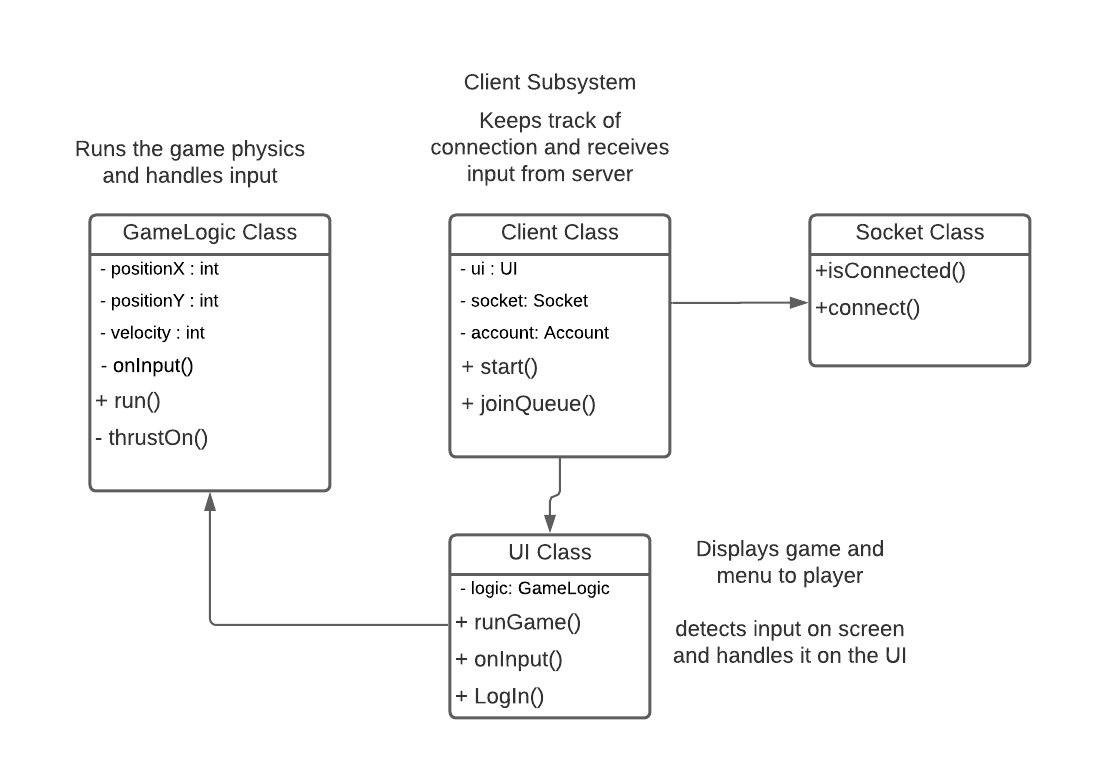 Client Subsystem
Keeps track of
connection and receives
input from server
Runs the game physics
and handles input
GameLogic Class
- positionX : int
- positionY : int
- velocity : int
- onInput()
+ run()
- thrustOn()
Client Class
- ui : UI
- socket: Socket
- account: Account
+ start()
+ joinQueue()
Socket Class
+isConnected()
+connect()
UI Class
- logic: GameLogic
+ runGame()
+ onInput()
+ LogIn()
Displays game and
menu to player
detects input on screen
and handles it on the UI